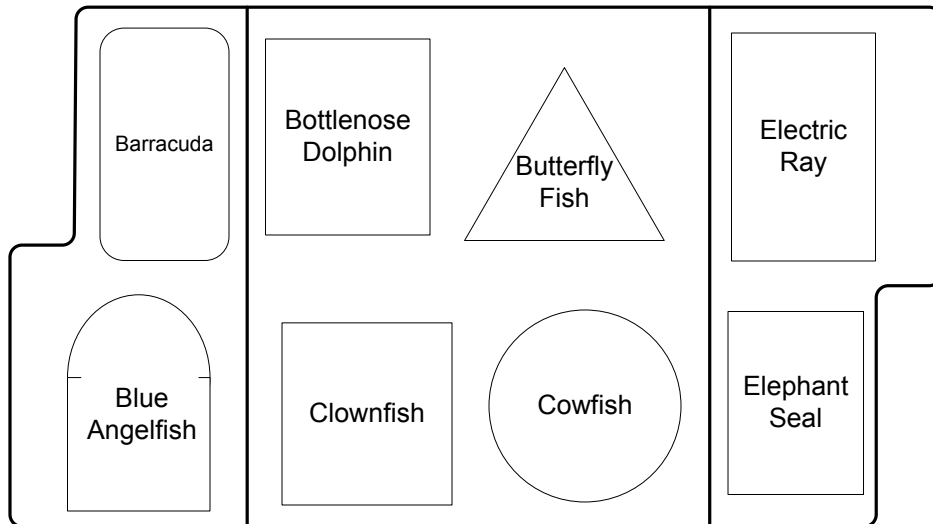 Barracuda
Bottlenose
Dolphin
Butterfly
Fish
Electric
Ray
Blue
Angelfish
Clownfish
Cowfish
Elephant
Seal